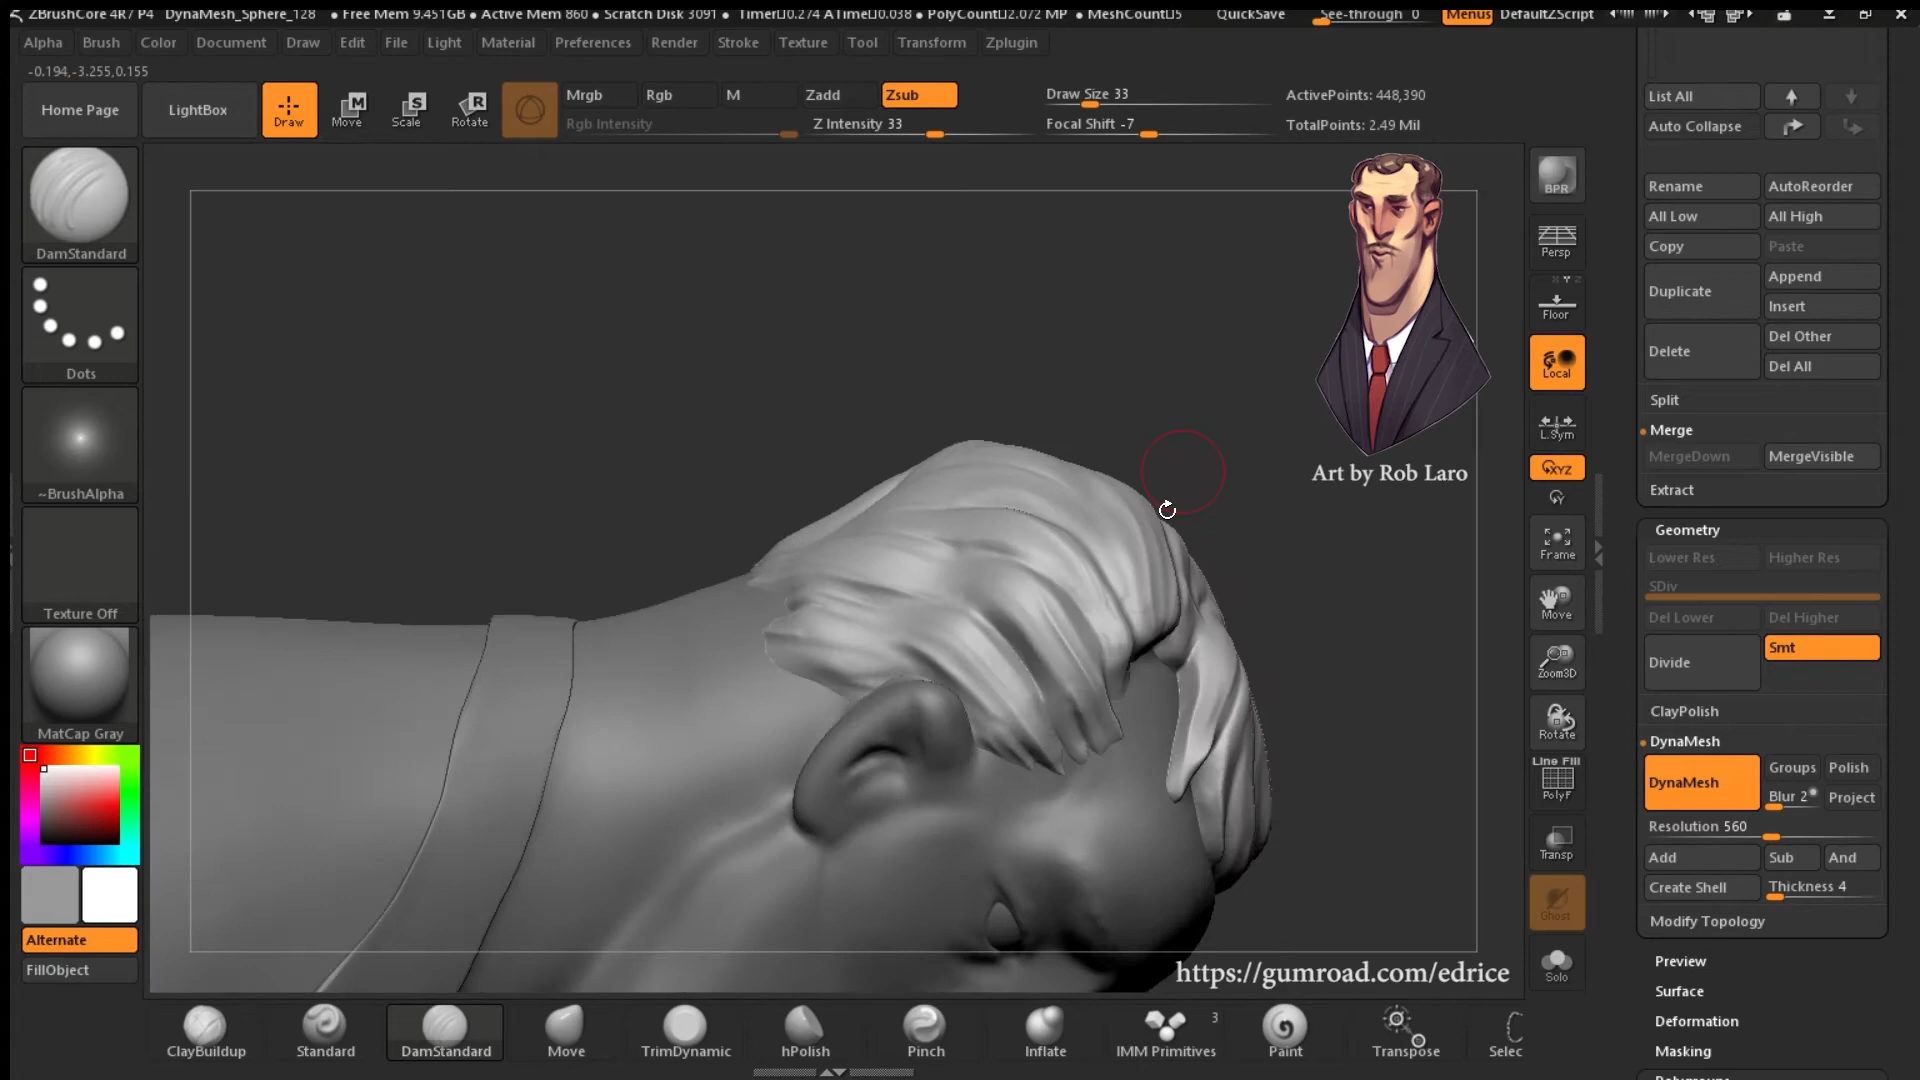 ZBrushCore 4R7 P4 DynaMesh_Sphere_128 • Free Mem 9.451GB • Active Mem 860 • Scratch Disk 3091 • Timer□0.274 ATime□0.038 • PolyCount□2.072 MP • MeshCount□5 QuickSave See-through 0 Menus DefaultZScript
Alpha Brush Color Document Draw Edit File Light Material Preferences Render Stroke Texture Tool Transform Zplugin
-0.194,-3.255,0.155
Home Page LightBox Draw Move Scale Rotate
M S R
Mrgb Rgb M Zadd Zsub
Rgb Intensity Z Intensity 33
Draw Size 33
Focal Shift -7
ActivePoints: 448,390
TotalPoints: 2.49 Mil
DamStandard
Dots
~BrushAlpha
Texture Off
MatCap Gray
Alternate
FillObject
Art by Rob Laro
https://gumroad.com/edrice
BPR
Persp
Floor
Local
L.Sym
XYZ
Y
Frame
Move
Zoom3D
Rotate
Line Fill
PolyF
Transp
Ghost
Solo
List All
Auto Collapse
Rename AutoReorder
All Low All High
Copy Paste
Duplicate Append
Insert
Delete Del Other
Del All
Split
Merge
MergeDown MergeVisible
Extract
Geometry
Lower Res Higher Res
SDiv
Del Lower Del Higher
Divide Smt
ClayPolish
DynaMesh
DynaMesh Groups Polish
Blur 2 Project
Resolution 560
Add Sub And
Create Shell Thickness 4
Modify Topology
Preview
Surface
Deformation
Masking
ClayBuildup Standard DamStandard Move TrimDynamic hPolish Pinch Inflate IMM Primitives 3 Paint Transpose Selec